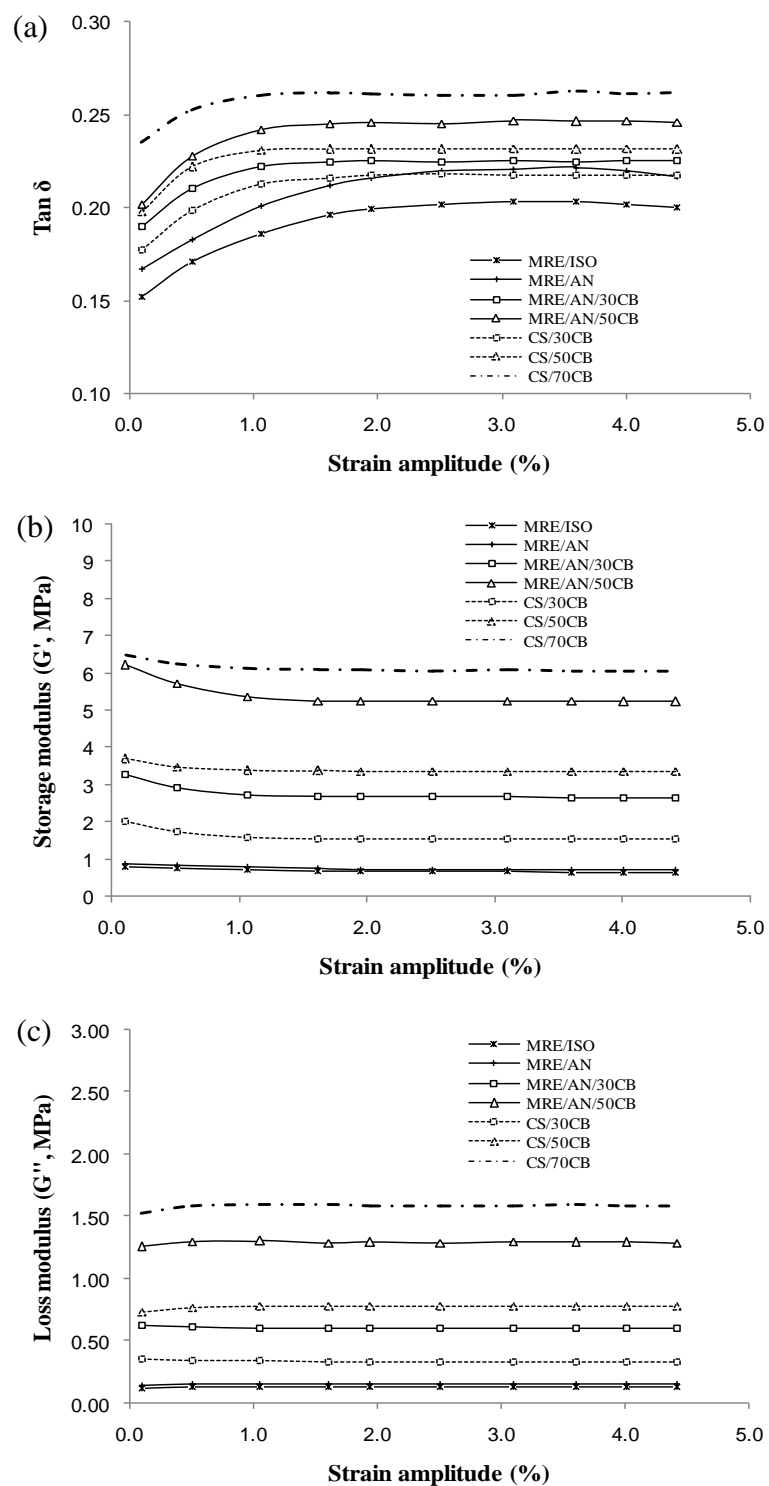 (a)
0.30
0.25
0.20
0.15
0.10
Tan δ
MRE/ISO
MRE/AN
MRE/AN/30CB
MRE/AN/50CB
CS/30CB
CS/50CB
CS/70CB
0.0 1.0 2.0 3.0 4.0 5.0
Strain amplitude (%)
(b)
10
9
8
7
6
5
4
3
2
1
0
Storage modulus (G', MPa)
MRE/ISO
MRE/AN
MRE/AN/30CB
MRE/AN/50CB
CS/30CB
CS/50CB
CS/70CB
0.0 1.0 2.0 3.0 4.0 5.0
Strain amplitude (%)
(c)
3.00
2.50
2.00
1.50
1.00
0.50
0.00
Loss modulus (G", MPa)
MRE/ISO
MRE/AN
MRE/AN/30CB
MRE/AN/50CB
CS/30CB
CS/50CB
CS/70CB
0.0 1.0 2.0 3.0 4.0 5.0
Strain amplitude (%)